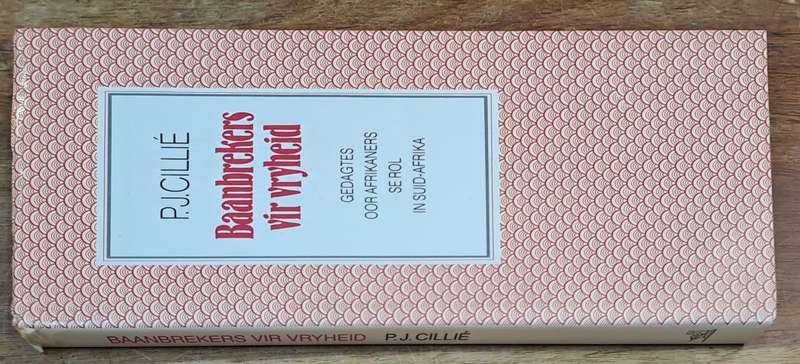 P.J. CILLIÉ
Baanbrekers
vir vryheid
GEDAGTES
OOR AFRIKANERS
SE ROL
IN SUID-AFRIKA
BAANBREKERS VIR VRYHEID P.J. CILLIÉ